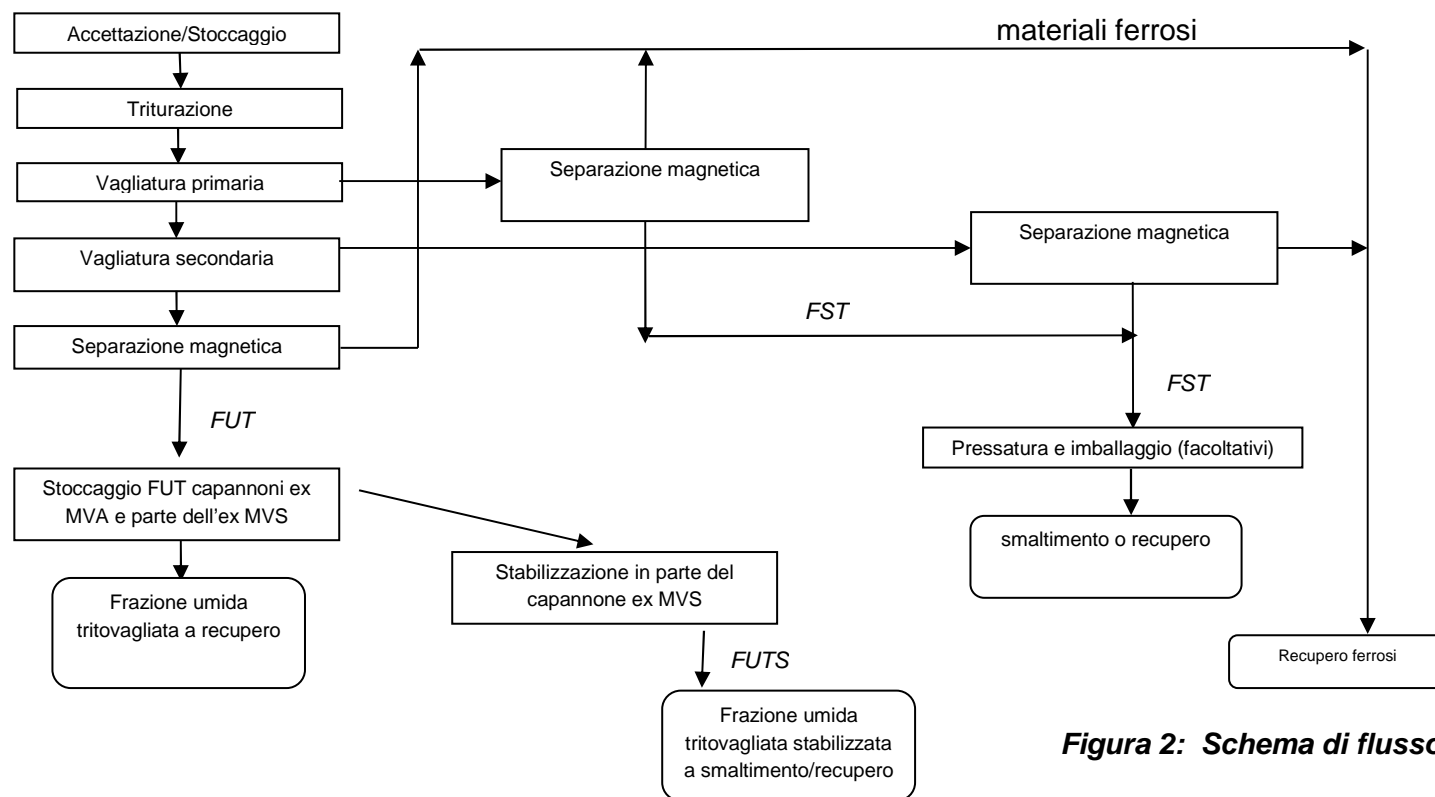 Accettazione/Stoccaggio
materiali ferrosi
Triturazione
Vagliatura primaria
Separazione magnetica
Vagliatura secondaria
Separazione magnetica
FST
Separazione magnetica
FST
FUT
Pressatura e imballaggio (facoltativi)
Stoccaggio FUT capannoni ex
MVA e parte dell'ex MVS
smaltimento o recupero
Stabilizzazione in parte del
capannone ex MVS
Frazione umida
tritovagliata a recupero
FUTS
Recupero ferrosi
Frazione umida
tritovagliata stabilizzata
a smaltimento/recupero
Figura 2: Schema di flusso